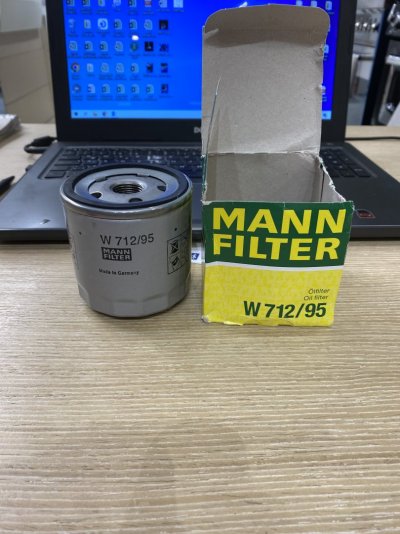 W 712/95
MANN
FILTER
Made in Germany
MANN
FILTER
Ölfilter
Oil filter
W 712/95